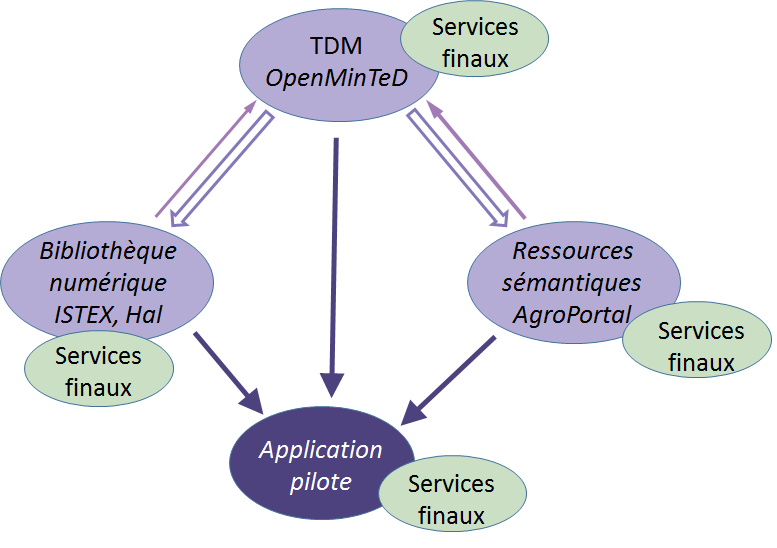 TDM
OpenMinTeD
Services
finaux
Bibliothèque
numérique
ISTEX, Hal
Services
finaux
Ressources
sémantiques
AgroPortal
Services
finaux
Application
pilote
Services
finaux